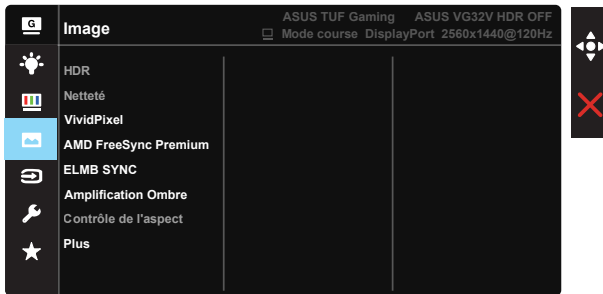 G
Image
ASUS TUF Gaming ASUS VG32V HDR OFF
Mode course DisplayPort 2560x1440@120Hz
HDR
Netteté
VividPixel
AMD FreeSync Premium
ELMB SYNC
Amplification Ombre
Contrôle de l'aspect
Plus